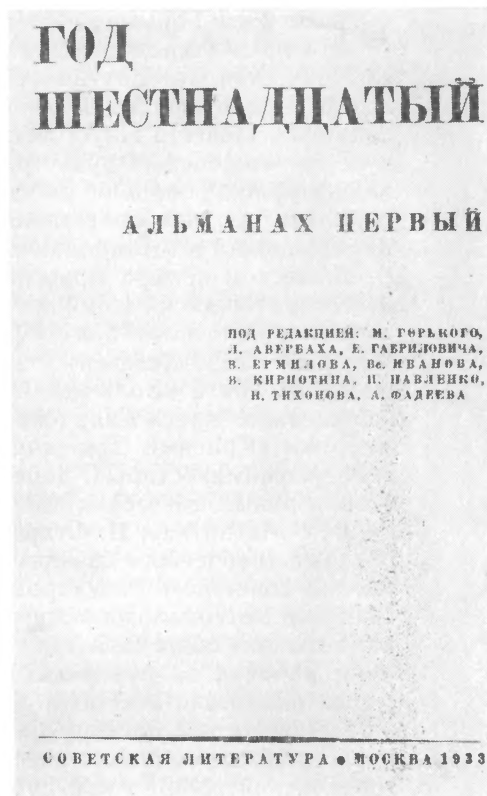 ГОД
ШЕСТНАДЦАТЫЙ
АЛЬМАНАХ ПЕРВЫЙ
ПОД РЕДАКЦИЕЙ: М. ГОРЬКОГО,
Л. АВЕРБАХА, Е. ГАБРИЛОВИЧА,
В. ЕРМИЛОВА, Вс. ИВАНОВА,
В. КИРПОТИНА, П. ПАВЛЕНКО,
Н. ТИХОНОВА, А. ФАДЕЕВА
СОВЕТСКАЯ ЛИТЕРАТУРА ● МОСКВА 1933